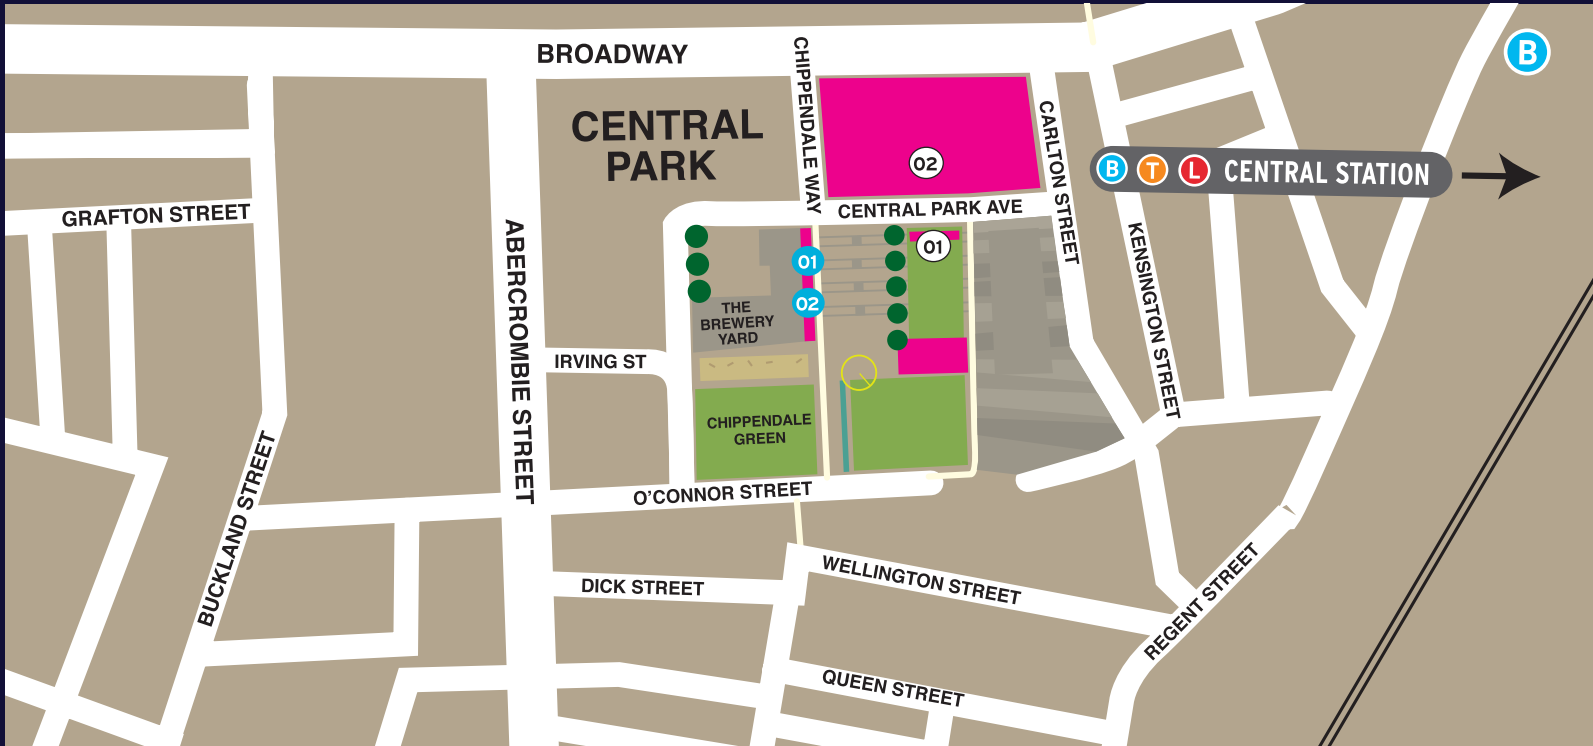 BROADWAY
B
CHIPPENDALE WAY
CENTRAL
PARK
02
CARLTON STREET
B T L CENTRAL STATION
GRAFTON STREET
CENTRAL PARK AVE
ABERCROMBIE STREET
KENSINGTON STREET
01
01
02
THE
BREWERY
YARD
IRVING ST
CHIPPENDALE
GREEN
BUCKLAND STREET
O'CONNOR STREET
DICK STREET
WELLINGTON STREET
REGENT STREET
QUEEN STREET